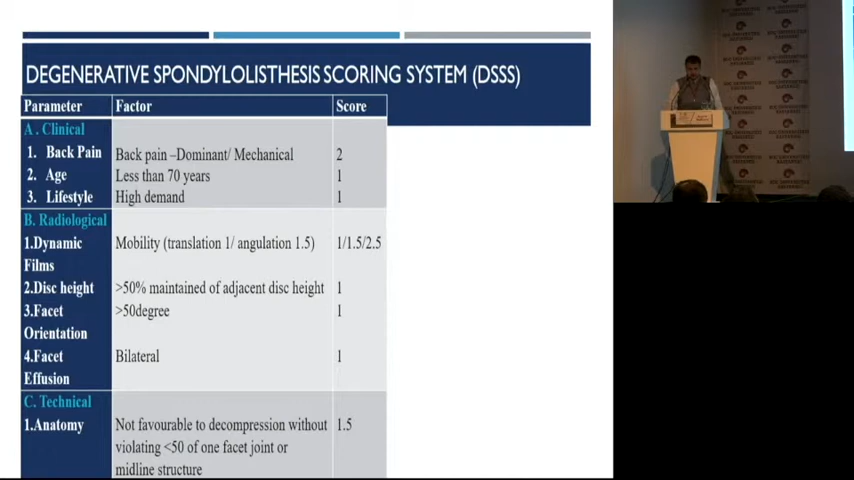 DEGENERATIVE SPONDYLOLISTHESIS SCORING SYSTEM (DSSS)
Parameter Factor Score
A . Clinical
1. Back Pain Back pain –Dominant/ Mechanical 2
2. Age Less than 70 years 1
3. Lifestyle High demand 1
B. Radiological
1.Dynamic Films Mobility (translation 1/ angulation 1.5) 1/1.5/2.5
2.Disc height >50% maintained of adjacent disc height 1
3.Facet Orientation >50degree 1
4.Facet Effusion Bilateral 1
C. Technical
1.Anatomy Not favourable to decompression without 1.5
violating <50 of one facet joint or
midline structure